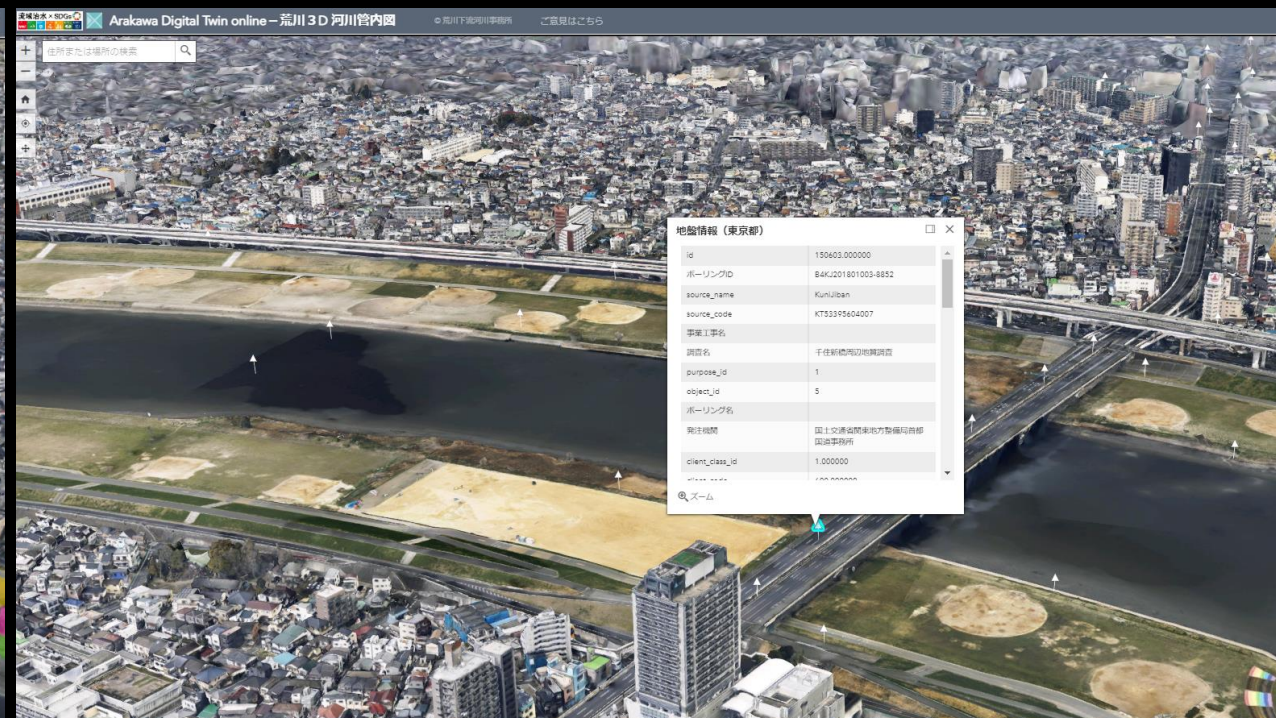 流域治水×SDGs
Arakawa Digital Twin online – 荒川3D河川管内図
©荒川下流河川事務所
ご意見はこちら
住所または場所の検索
地盤情報（東京都）
id 150603.000000
ボーリングID B4KJ201801003-8852
source_name KuniJiban
source_code KT53395604007
事業工事名
調査名 千住新橋周辺地質調査
purpose_id 1
object_id 5
ボーリング名
発注機関 国土交通省関東地方整備局首都
国道事務所
client_class_id 1.000000
ズーム